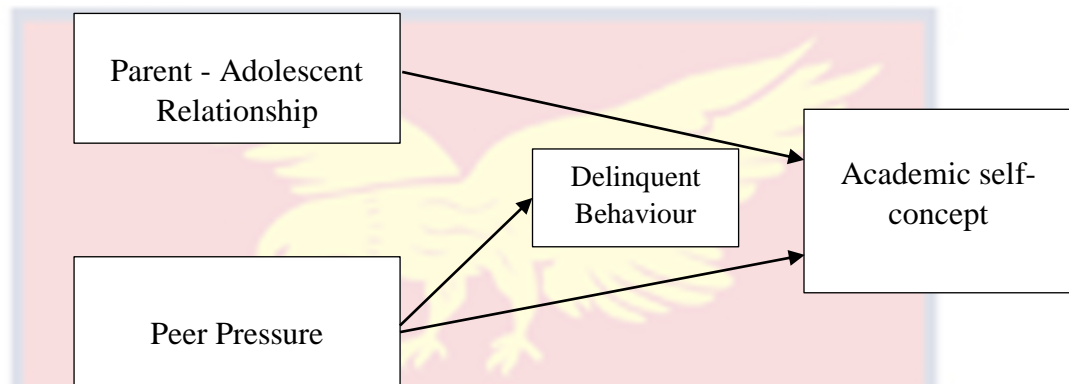 Parent - Adolescent
Relationship
Delinquent
Behaviour
Academic self-
concept
Peer Pressure